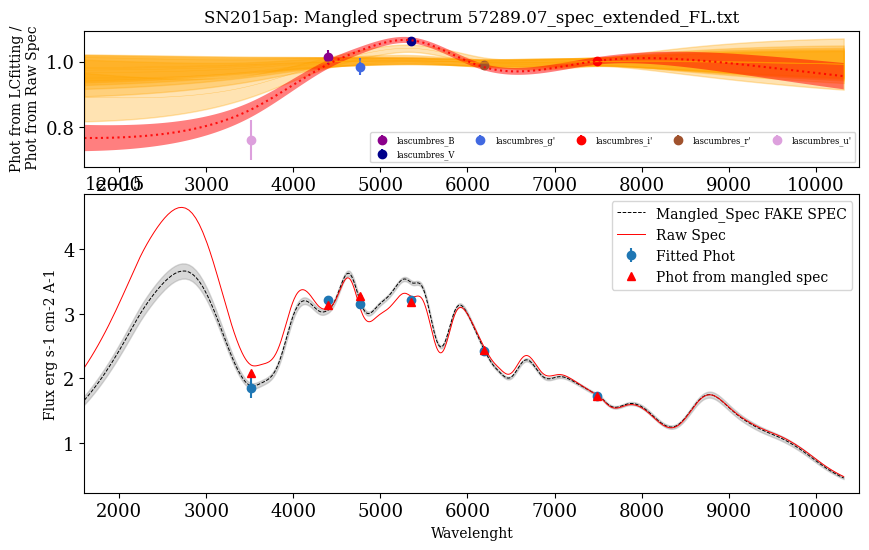 SN2015ap: Mangled spectrum 57289.07_spec_extended_FL.txt
Phot from LCfitting /
Phot from Raw Spec
1.0
0.8
lascumbres_B
lascumbres_V
lascumbres_g'
lascumbres_i'
lascumbres_r'
lascumbres_u'
2000 3000 4000 5000 6000 7000 8000 9000 10000
1e−15
Mangled_Spec FAKE SPEC
Raw Spec
Fitted Phot
Phot from mangled spec
Flux erg s-1 cm-2 A-1
4
3
2
1
2000 3000 4000 5000 6000 7000 8000 9000 10000
Wavelenght